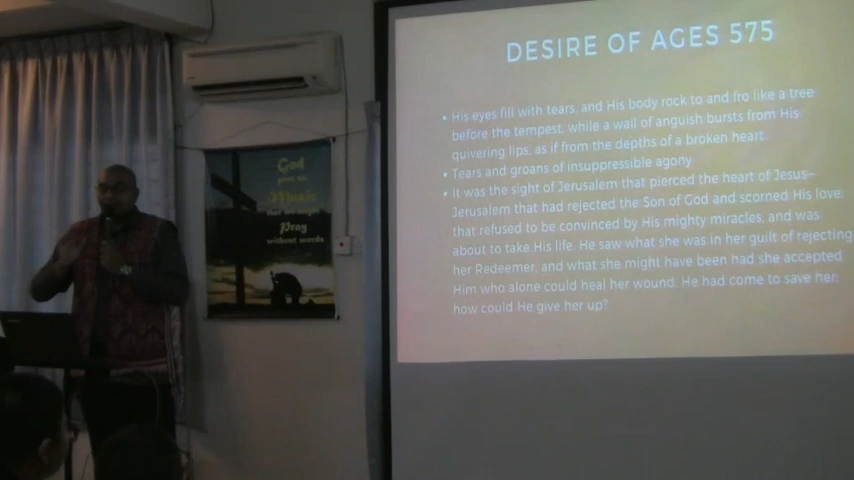 DESIRE OF AGES 575
• His eyes fill with tears, and His body rock to and fro like a tree
before the tempest, while a wail of anguish bursts from His
quivering lips, as if from the depths of a broken heart
• Tears and groans of insuppressible agony
• It was the sight of Jerusalem that pierced the heart of Jesus—
Jerusalem that had rejected the Son of God and scorned His love,
that refused to be convinced by His mighty miracles, and was
about to take His life. He saw what she was in her guilt of rejecting
her Redeemer, and what she might have been had she accepted
Him who alone could heal her wound. He had come to save her;
how could He give her up?
God
gave us
Music
that we might
Pray
without words